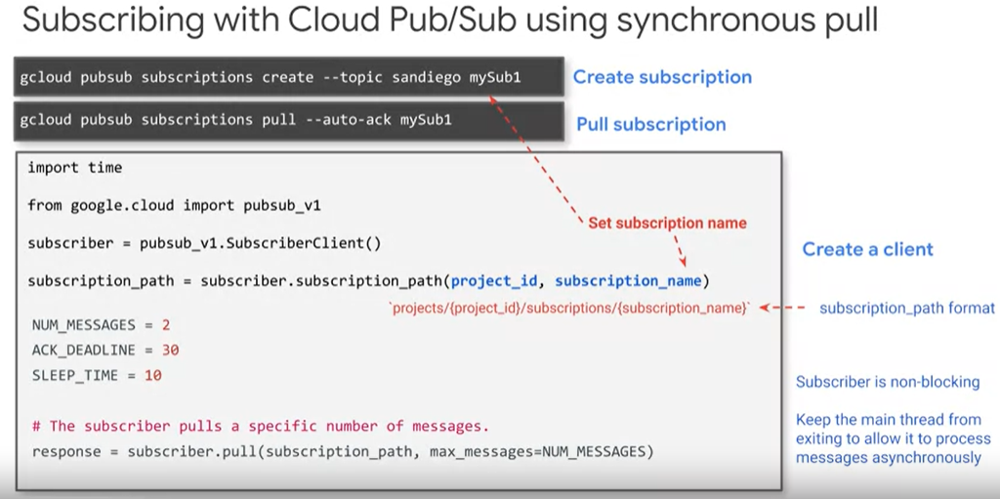 Subscribing with Cloud Pub/Sub using synchronous pull
gcloud pubsub subscriptions create --topic sandiego mySub1
Create subscription
gcloud pubsub subscriptions pull --auto-ack mySub1
Pull subscription
import time
from google.cloud import pubsub_v1
subscriber = pubsub_v1.SubscriberClient()
Set subscription name
Create a client
subscription_path = subscriber.subscription_path(project_id, subscription_name)
`projects/{project_id}/subscriptions/{subscription_name}`
subscription_path format
NUM_MESSAGES = 2
ACK_DEADLINE = 30
SLEEP_TIME = 10
Subscriber is non-blocking
# The subscriber pulls a specific number of messages.
response = subscriber.pull(subscription_path, max_messages=NUM_MESSAGES)
Keep the main thread from
exiting to allow it to process
messages asynchronously